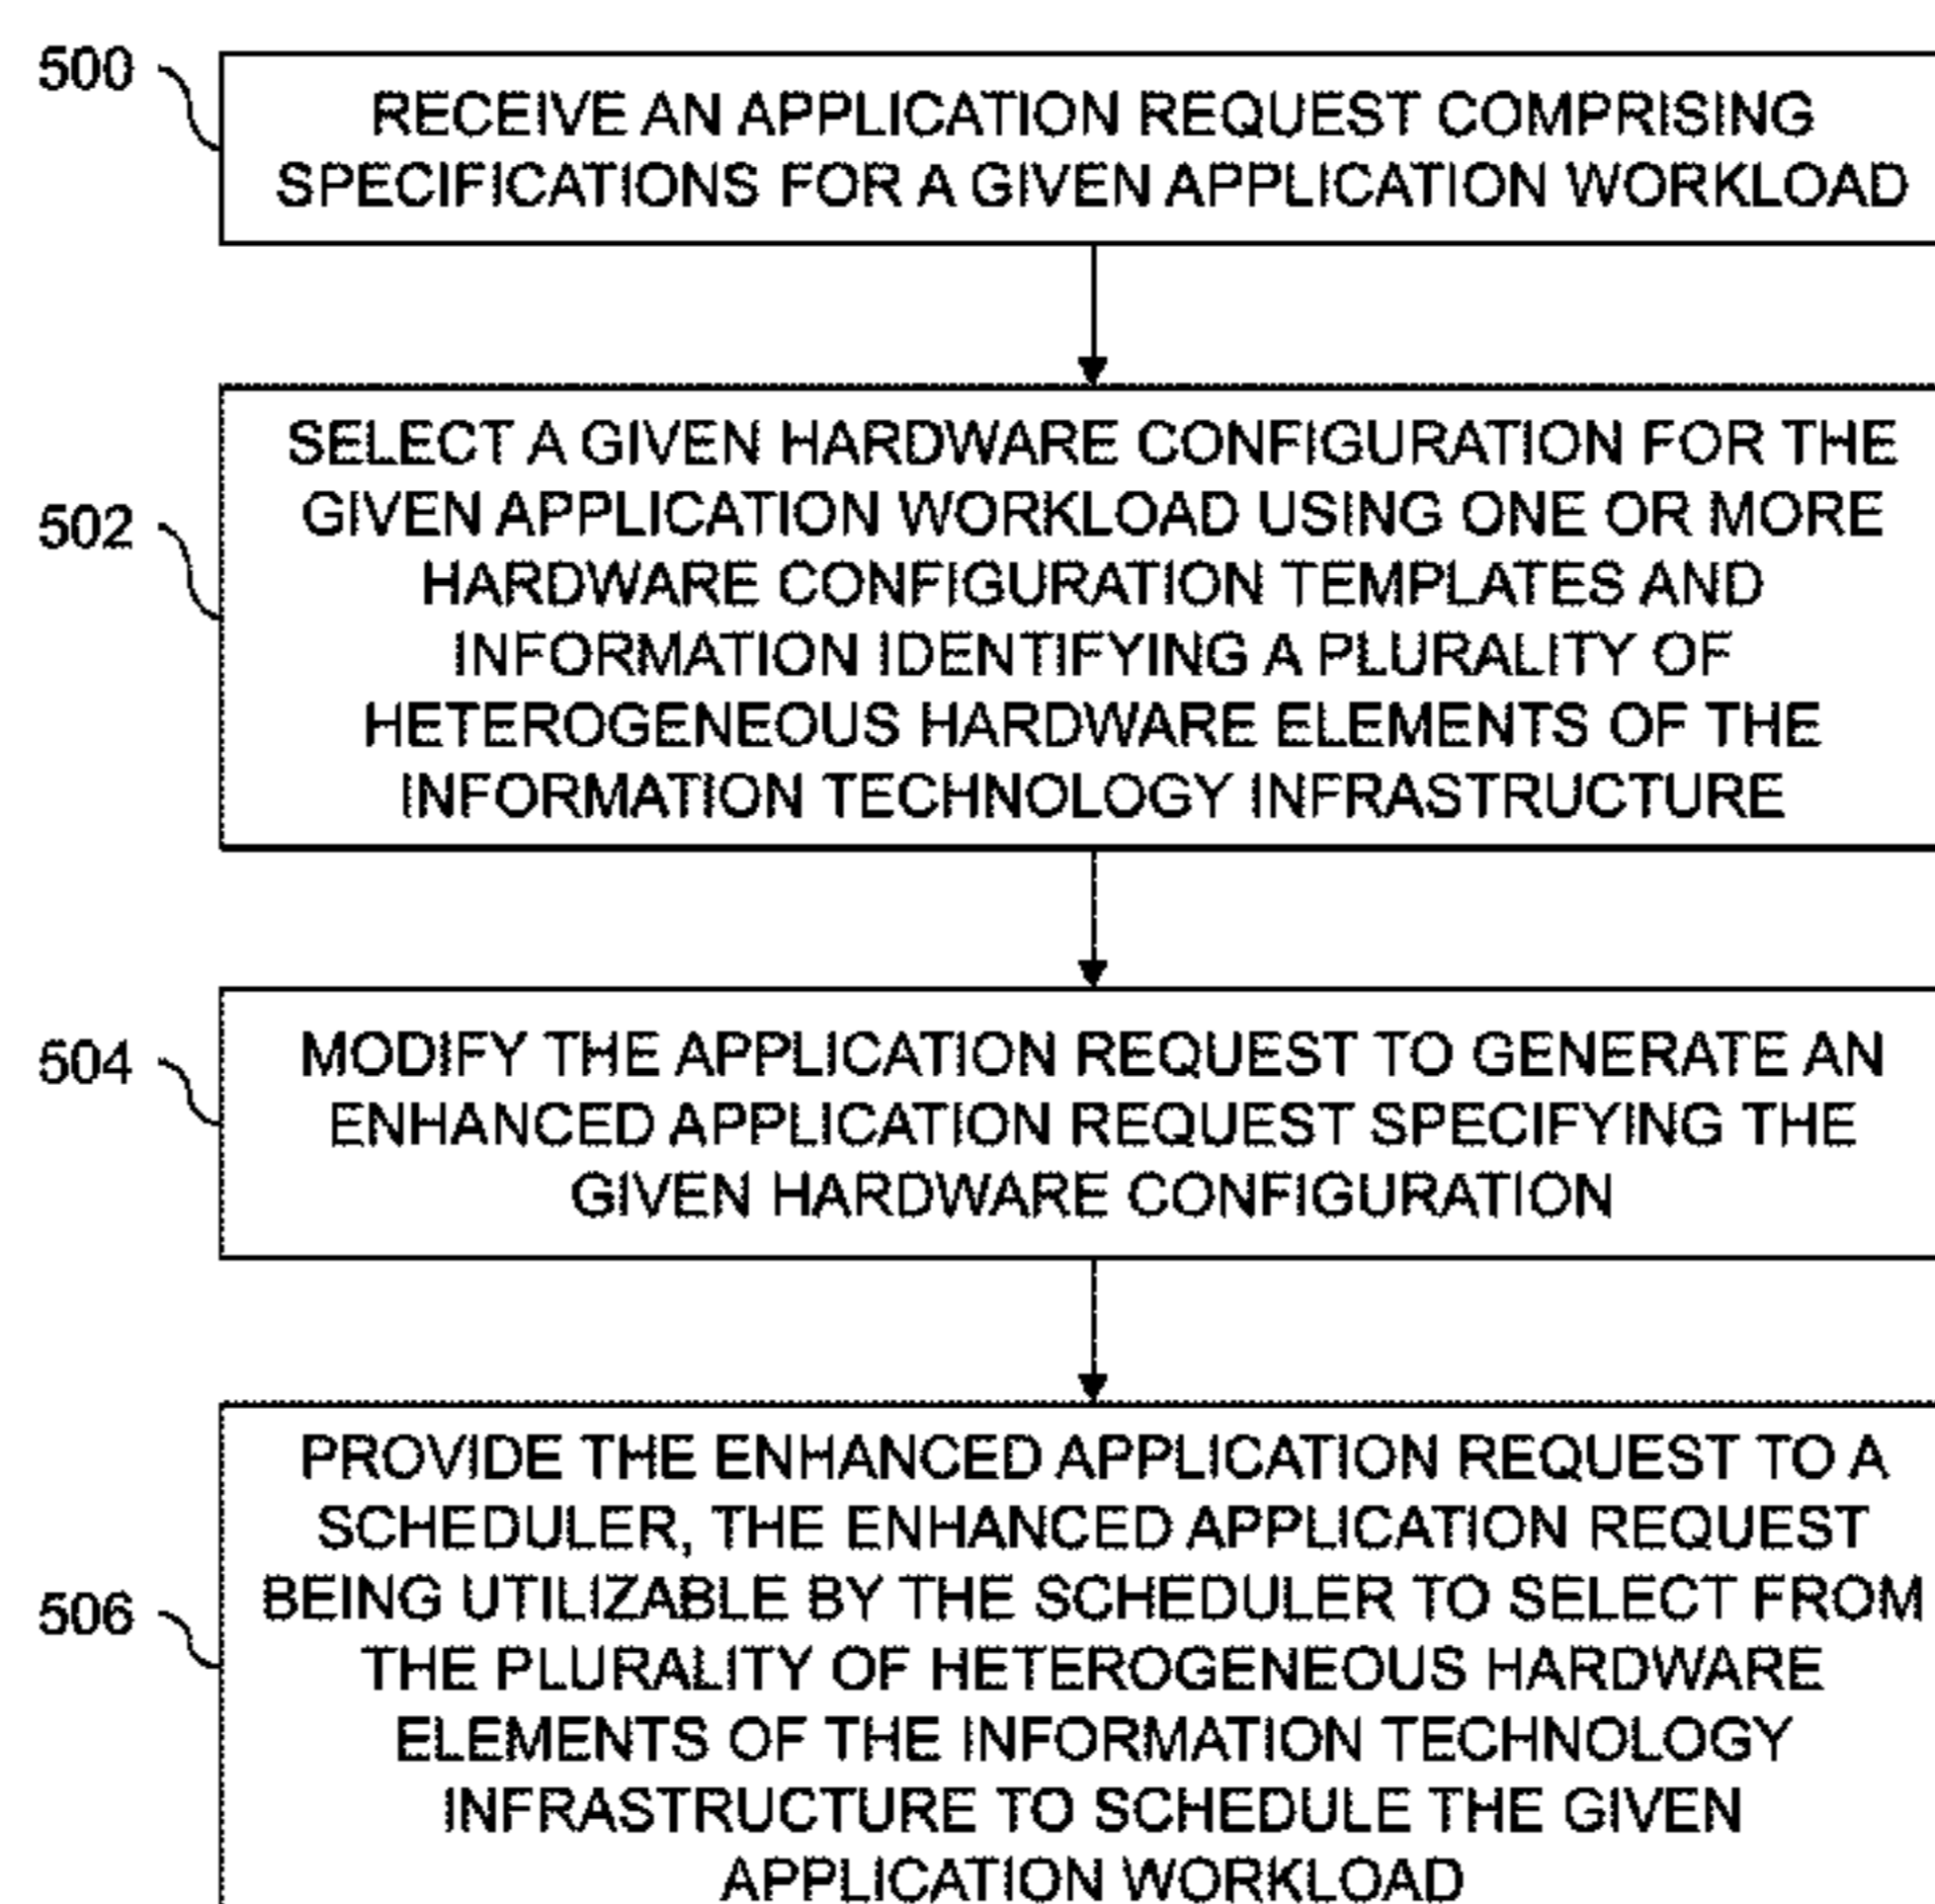 500
RECEIVE AN APPLICATION REQUEST COMPRISING
SPECIFICATIONS FOR A GIVEN APPLICATION WORKLOAD
502
SELECT A GIVEN HARDWARE CONFIGURATION FOR THE
GIVEN APPLICATION WORKLOAD USING ONE OR MORE
HARDWARE CONFIGURATION TEMPLATES AND
INFORMATION IDENTIFYING A PLURALITY OF
HETEROGENEOUS HARDWARE ELEMENTS OF THE
INFORMATION TECHNOLOGY INFRASTRUCTURE
504
MODIFY THE APPLICATION REQUEST TO GENERATE AN
ENHANCED APPLICATION REQUEST SPECIFYING THE
GIVEN HARDWARE CONFIGURATION
506
PROVIDE THE ENHANCED APPLICATION REQUEST TO A
SCHEDULER, THE ENHANCED APPLICATION REQUEST
BEING UTILIZABLE BY THE SCHEDULER TO SELECT FROM
THE PLURALITY OF HETEROGENEOUS HARDWARE
ELEMENTS OF THE INFORMATION TECHNOLOGY
INFRASTRUCTURE TO SCHEDULE THE GIVEN
APPLICATION WORKLOAD